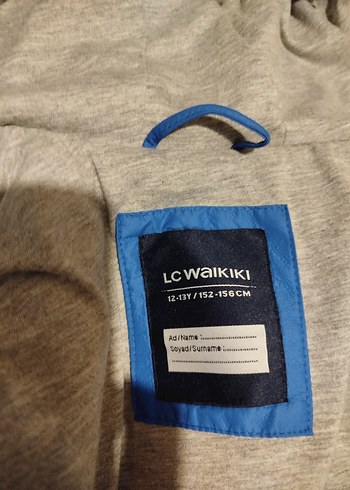 LC WAIKIKI
12-13Y / 152-156CM
Ad/Name :........................
Soyad/Surname :..............
........................................